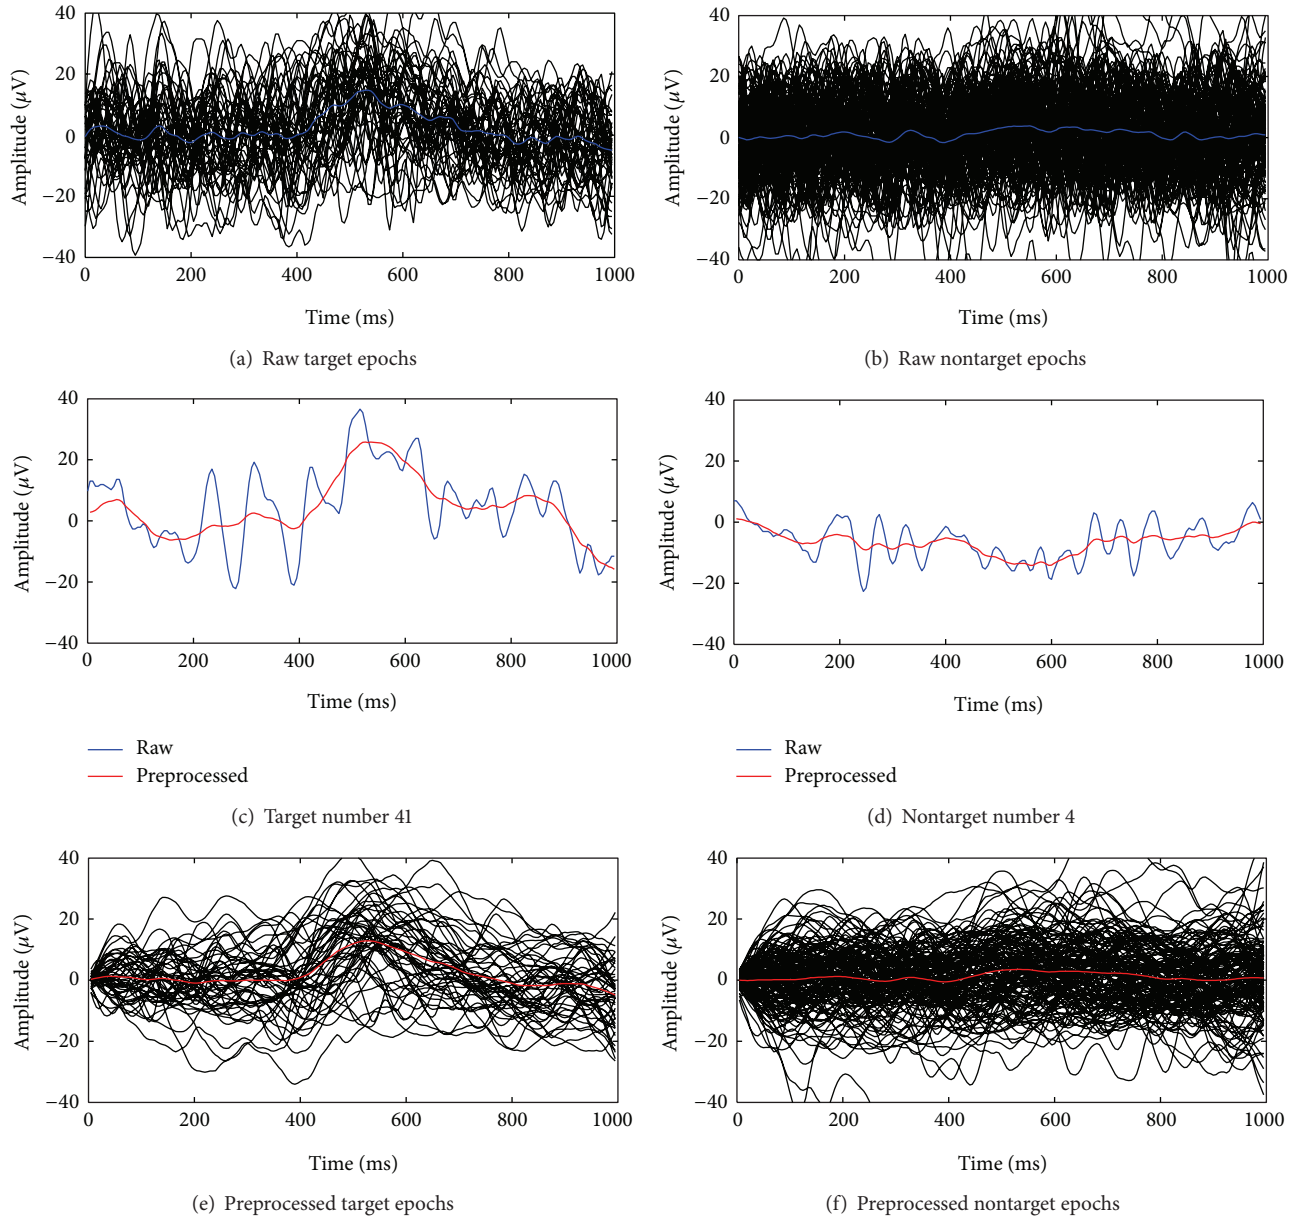 40
20
0
−20
−40
Amplitude (μV)
0 200 400 600 800 1000
Time (ms)
(a) Raw target epochs
40
20
0
−20
−40
Amplitude (μV)
0 200 400 600 800 1000
Time (ms)
(b) Raw nontarget epochs
40
20
0
−20
−40
Amplitude (μV)
0 200 400 600 800 1000
Time (ms)
Raw
Preprocessed
(c) Target number 41
40
20
0
−20
−40
Amplitude (μV)
0 200 400 600 800 1000
Time (ms)
Raw
Preprocessed
(d) Nontarget number 4
40
20
0
−20
−40
Amplitude (μV)
0 200 400 600 800 1000
Time (ms)
(e) Preprocessed target epochs
40
20
0
−20
−40
Amplitude (μV)
0 200 400 600 800 1000
Time (ms)
(f) Preprocessed nontarget epochs